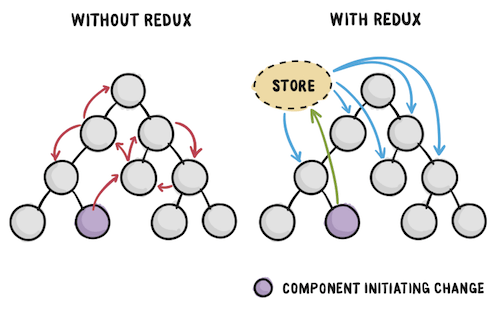 WITHOUT REDUX
WITH REDUX
STORE
COMPONENT INITIATING CHANGE